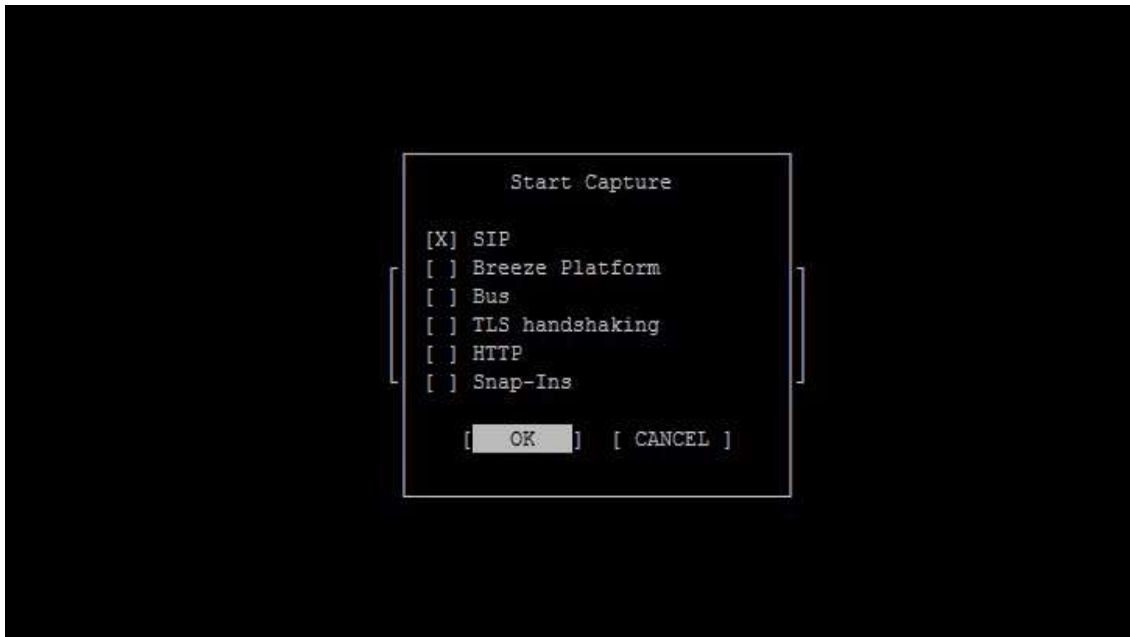 Start Capture
[X] SIP
[ ] Breeze Platform
[ ] Bus
[ ] TLS handshaking
[ ] HTTP
[ ] Snap-Ins
[ OK ] [ CANCEL ]